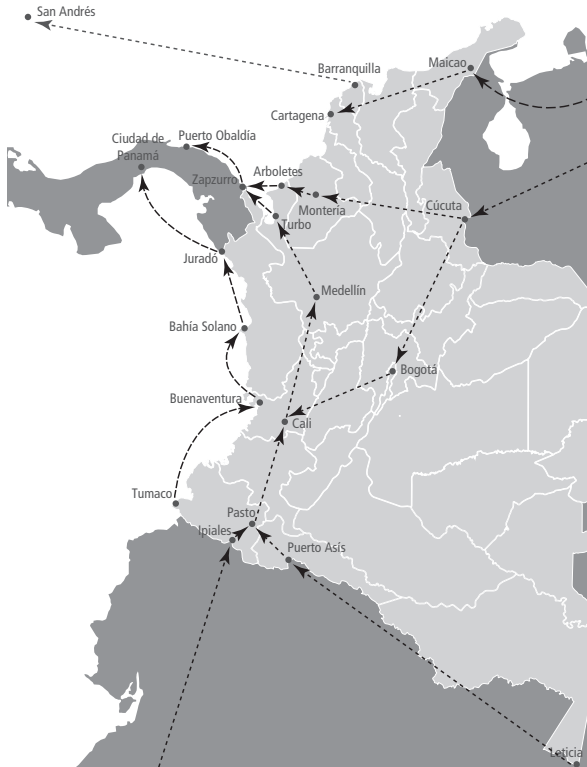 San Andrés
Maicao
Barranquilla
Cartagena
Ciudad de
Panamá
Puerto Obaldía
Zapzurro
Arboletes
Montería
Cúcuta
Turbo
Juradó
Medellín
Bahía Solano
Bogotá
Buenaventura
Cali
Tumaco
Pasto
Ipiales
Puerto Asís
Leticia